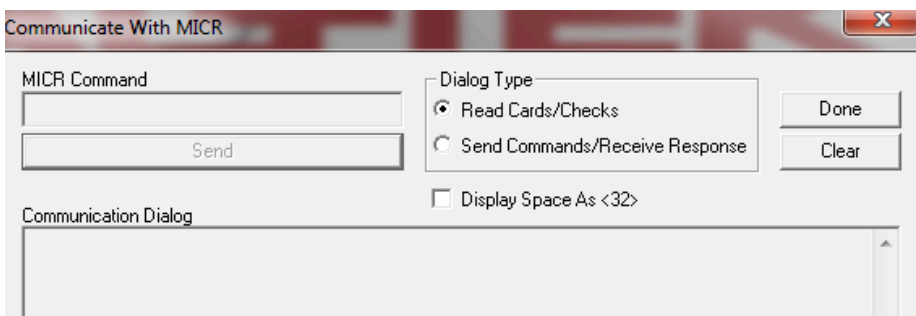 Communicate With MICR
MICR Command
Send
Dialog Type
Read Cards/Checks
Send Commands/Receive Response
Display Space As <32>
Done
Clear
Communication Dialog